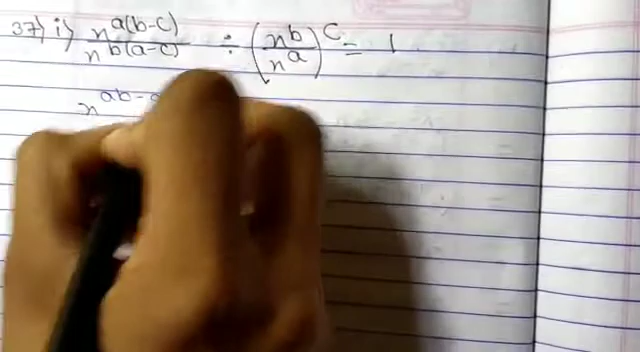 37) i) n^{a(b-c)} / n^{b(a-c)} ÷ (n^b / n^a)^c = 1
n^{ab-a